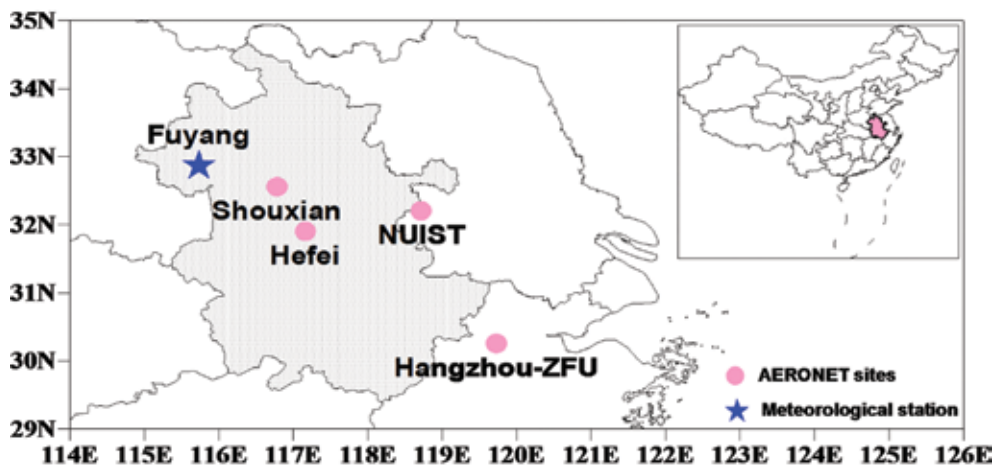 35N
34N
Fuyang
33N
Shouxian
32N
NUIST
Hefei
31N
30N
Hangzhou-ZFU
AERONET sites
Meteorological station
29N
114E 115E 116E 117E 118E 119E 120E 121E 122E 123E 124E 125E 126E